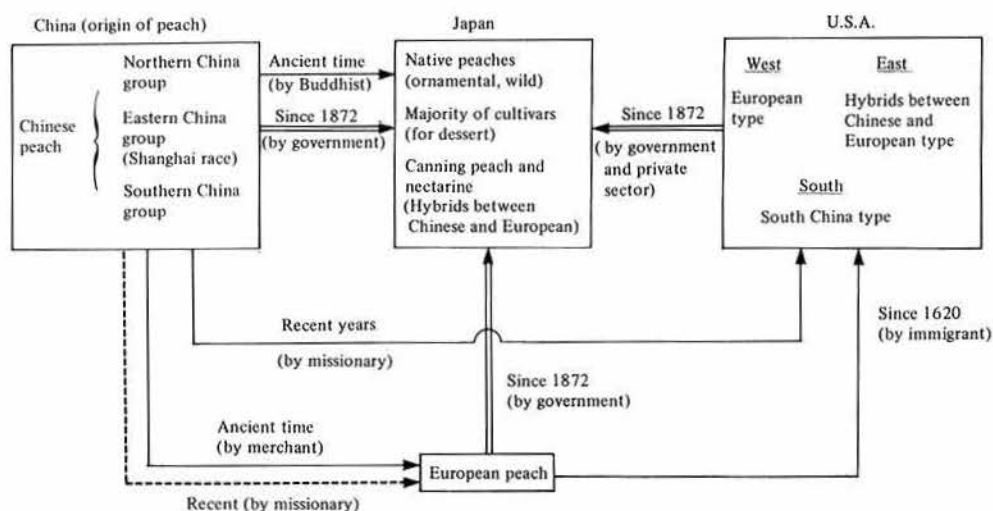 China (origin of peach)
Chinese
peach
Northern China
group
Eastern China
group
(Shanghai race)
Southern China
group
Ancient time
(by Buddhist)
Since 1872
(by government)
Japan
Native peaches
(ornamental, wild)
Majority of cultivars
(for dessert)
Canning peach and
nectarine
(Hybrids between
Chinese and European)
Since 1872
(by government
and private
sector)
U.S.A.
West
European
type
East
Hybrids between
Chinese and
European type
South
South China type
Recent years
(by missionary)
Since 1620
(by immigrant)
Since 1872
(by government)
Ancient time
(by merchant)
European peach
Recent (by missionary)